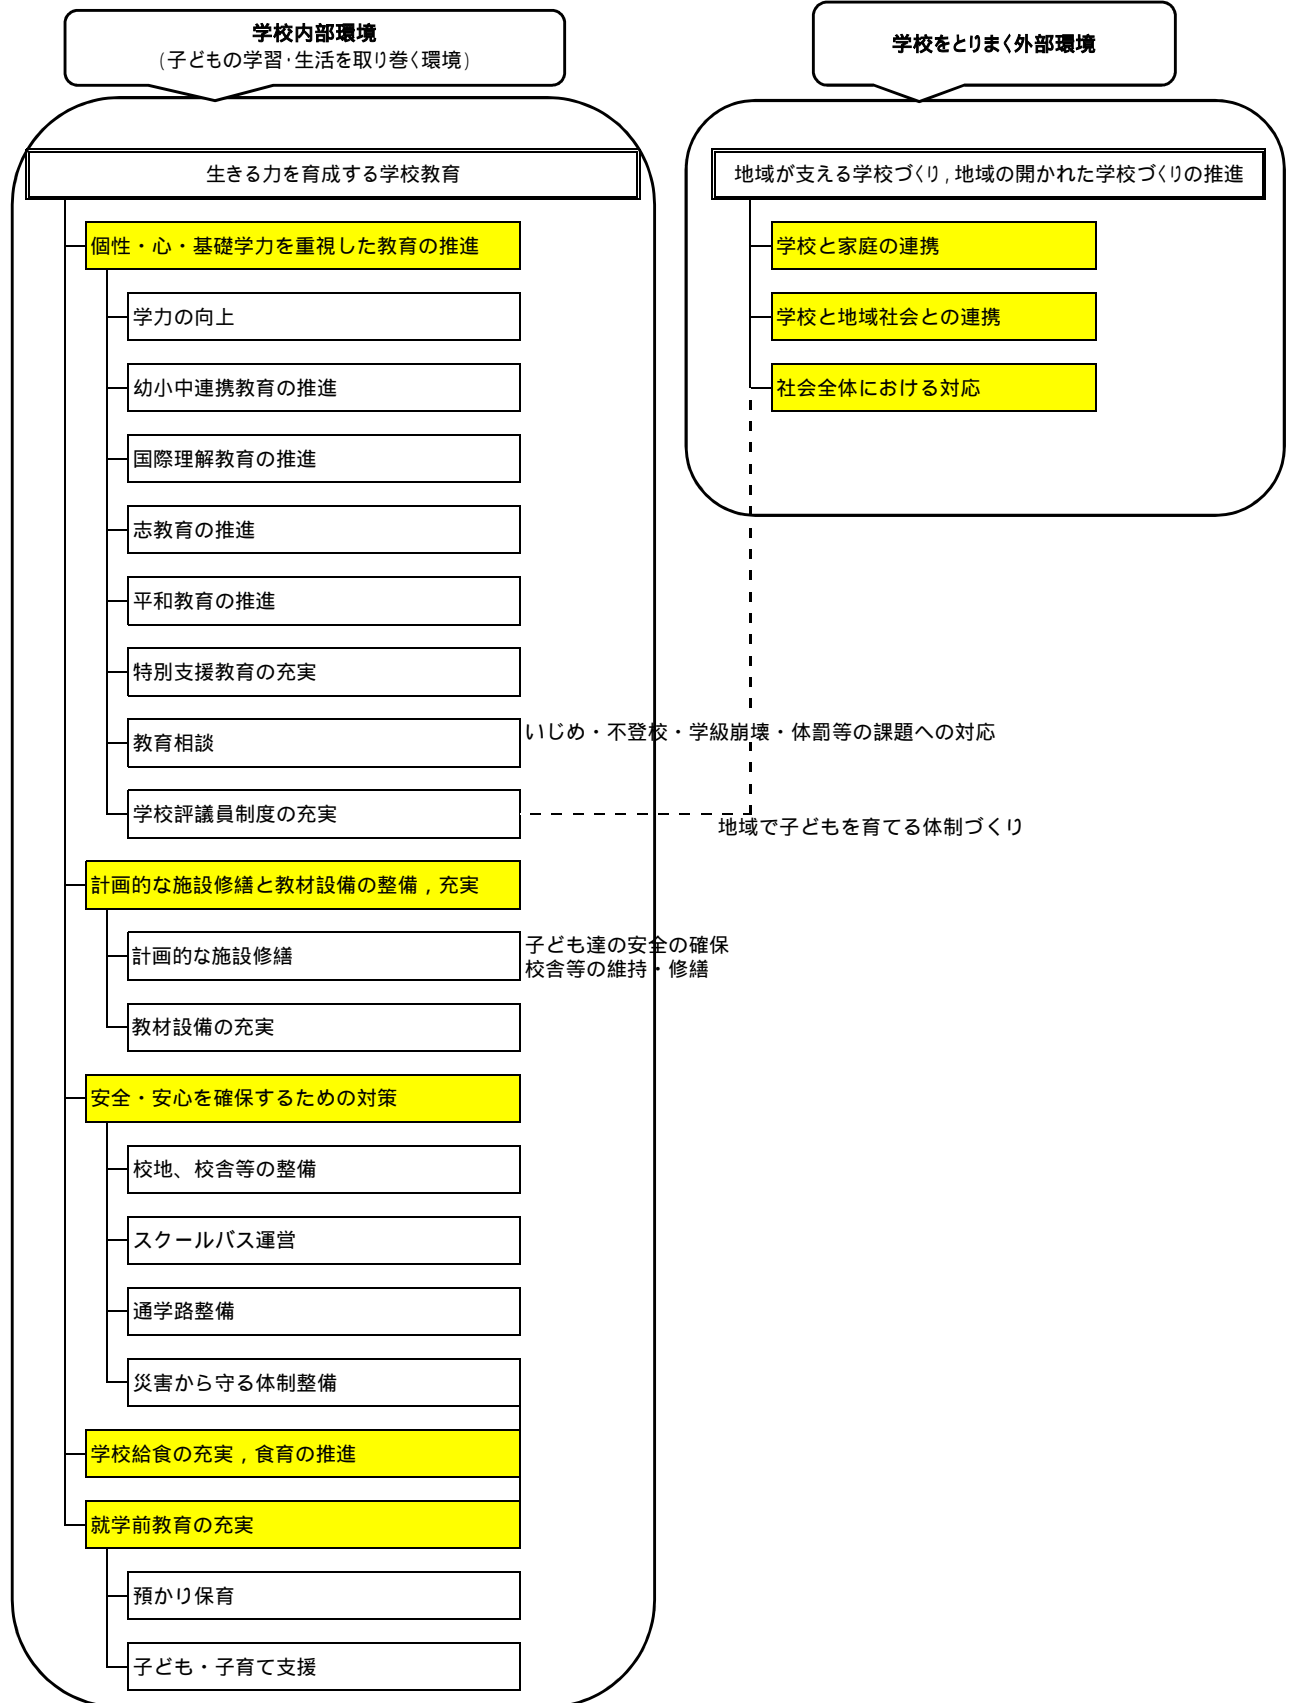 学校内部環境
(子どもの学習・生活を取り巻く環境)
生きる力を育成する学校教育
個性・心・基礎学力を重視した教育の推進
学力の向上
幼小中連携教育の推進
国際理解教育の推進
志教育の推進
平和教育の推進
特別支援教育の充実
教育相談
いじめ・不登校・学級崩壊・体罰等の課題への対応
学校評議員制度の充実
地域で子どもを育てる体制づくり
計画的な施設修繕と教材設備の整備，充実
計画的な施設修繕
子ども達の安全の確保
校舎等の維持・修繕
教材設備の充実
安全・安心を確保するための対策
校地、校舎等の整備
スクールバス運営
通学路整備
災害から守る体制整備
学校給食の充実，食育の推進
就学前教育の充実
預かり保育
子ども・子育て支援
学校をとりまく外部環境
地域が支える学校づくり，地域の開かれた学校づくりの推進
学校と家庭の連携
学校と地域社会との連携
社会全体における対応